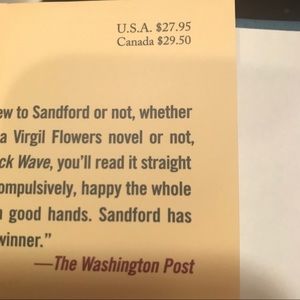 U.S.A. $27.95
Canada $29.50
ew to Sandford or not, whether
a Virgil Flowers novel or not,
ck Wave, you'll read it straight
ompulsively, happy the whole
n good hands. Sandford has
winner."
—The Washington Post